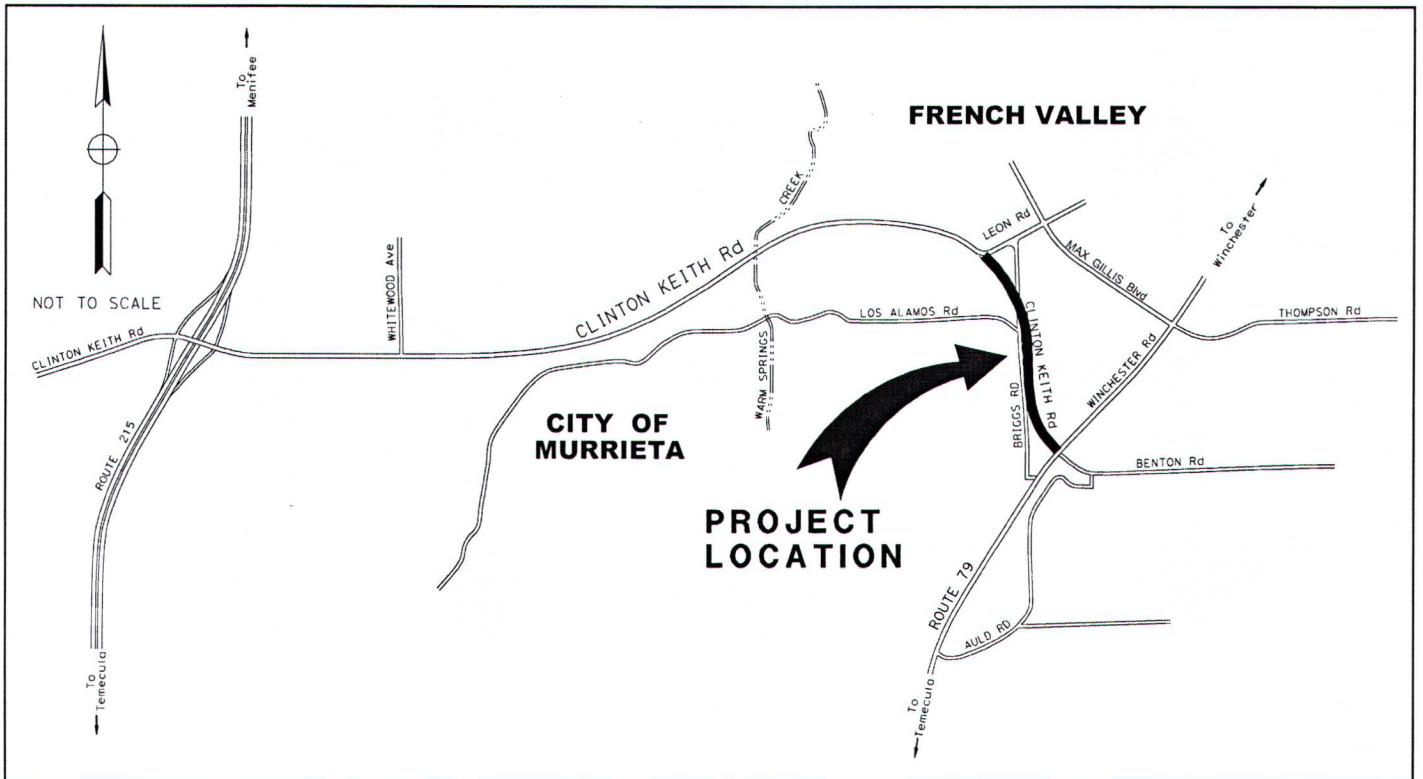 To
Menifee
FRENCH VALLEY
CREEK
To
Winchester
LEON Rd
MAX GILLIS Blvd
NOT TO SCALE
WHITEWOOD Ave
CLINTON KEITH Rd
CLINTON KEITH Rd
LOS ALAMOS Rd
CLINTON KEITH Rd
THOMPSON Rd
WINCHESTER Rd
WARM SPRINGS
BRIGGS RD
CITY OF
MURRIETA
ROUTE 215
BENTON Rd
PROJECT
LOCATION
ROUTE 79
AULD RD
To
Temecula
To
Temecula